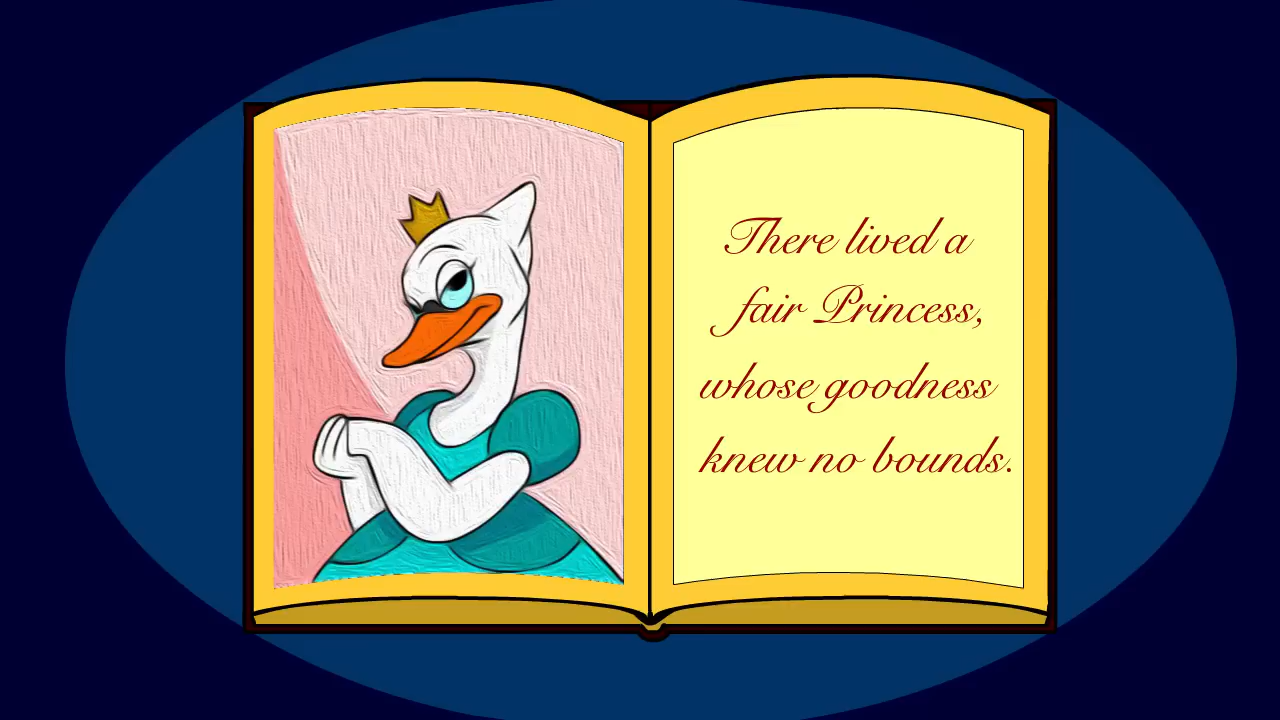 There lived a
fair Princess,
whose goodness
knew no bounds.